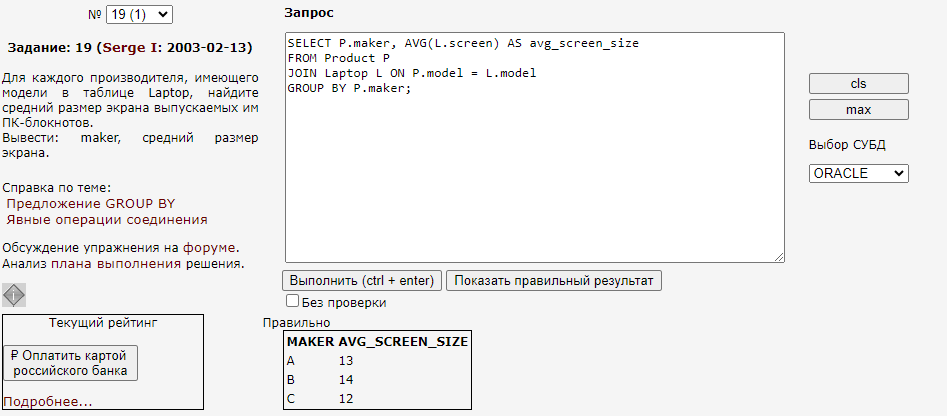 № 19 (1)
Задание: 19 (Serge I: 2003-02-13)
Для каждого производителя, имеющего
модели в таблице Laptop, найдите
средний размер экрана выпускаемых им
ПК-блокнотов.
Вывести: maker, средний размер
экрана.
Справка по теме:
Предложение GROUP BY
Явные операции соединения
Обсуждение упражнения на форуме.
Анализ плана выполнения решения.
Текущий рейтинг
₽ Оплатить картой
российского банка
Подробнее...
Запрос
SELECT P.maker, AVG(L.screen) AS avg_screen_size
FROM Product P
JOIN Laptop L ON P.model = L.model
GROUP BY P.maker;
Выполнить (ctrl + enter) Показать правильный результат
Без проверки
Правильно
MAKER AVG_SCREEN_SIZE
A 13
B 14
C 12
cls
max
Выбор СУБД
ORACLE